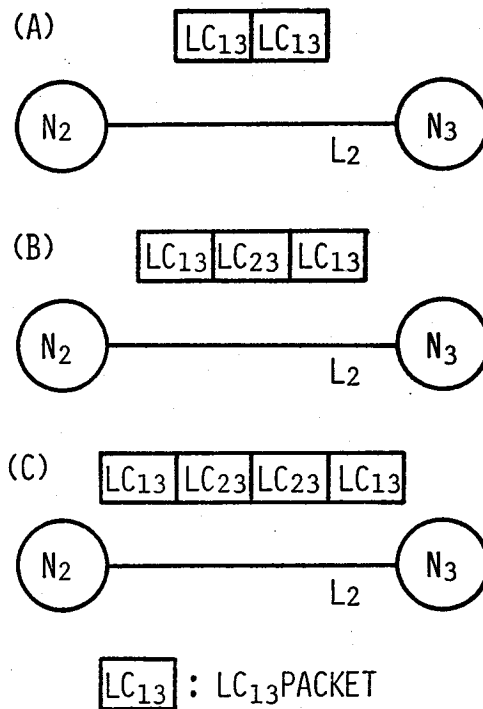 (A)
LC13 LC13
N2 N3
L2
(B)
LC13 LC23 LC13
N2 N3
L2
(C)
LC13 LC23 LC23 LC13
N2 N3
L2
LC13 : LC13PACKET